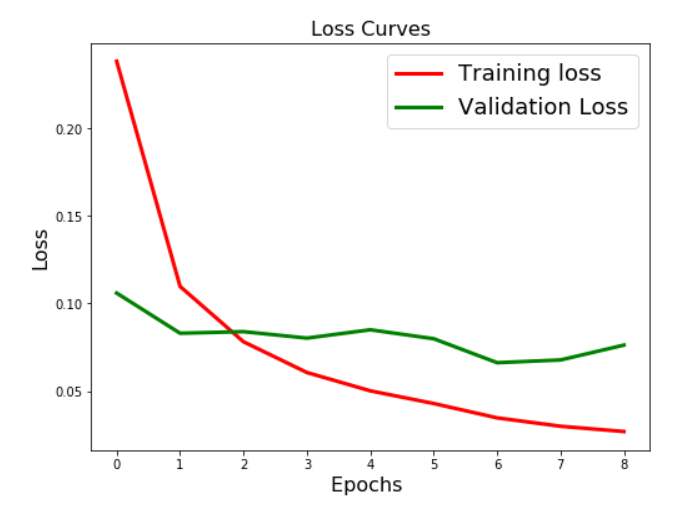 Loss Curves
Training loss
Validation Loss
0.20
0.15
0.10
0.05
Loss
0 1 2 3 4 5 6 7 8
Epochs